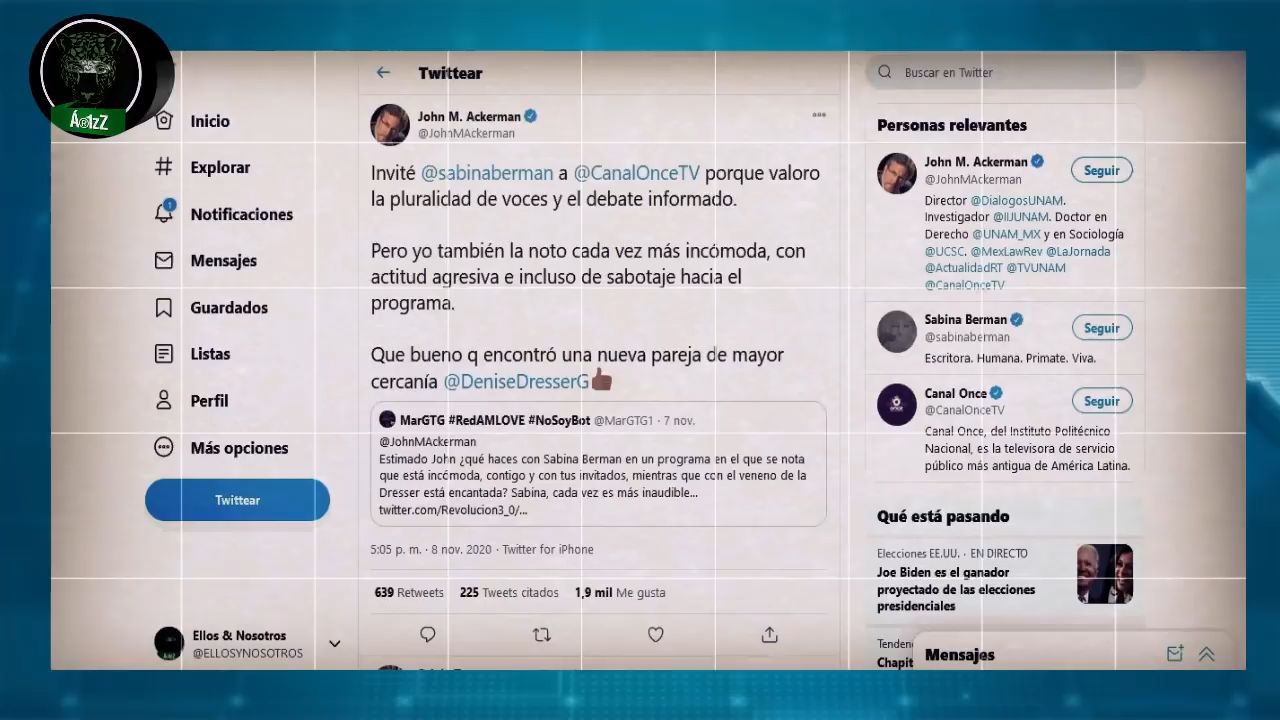 Á®IzZ
Inicio
Explorar
1
Notificaciones
Mensajes
Guardados
Listas
Perfil
Más opciones
Twittear
Ellos & Nosotros
@ELLOSYNOSOTROS
Twittear
John M. Ackerman
@JohnMAckerman
Invité @sabinaberman a @CanalOnceTV porque valoro
la pluralidad de voces y el debate informado.
Pero yo también la noto cada vez más incómoda, con
actitud agresiva e incluso de sabotaje hacia el
programa.
Que bueno q encontró una nueva pareja de mayor
cercanía @DeniseDresserG
MarGTG #RedAMLOVE #NoSoyBot @MarGTG1 · 7 nov.
@JohnMAckerman
Estimado John ¿qué haces con Sabina Berman en un programa en el que se nota
que está incómoda, contigo y con tus invitados, mientras que con el veneno de la
Dresser está encantada? Sabina, cada vez es más inaudible...
twitter.com/Revolucion3_0/...
5:05 p. m. · 8 nov. 2020 · Twitter for iPhone
639 Retweets 225 Tweets citados 1,9 mil Me gusta
Buscar en Twitter
Personas relevantes
John M. Ackerman
@JohnMAckerman
Seguir
Director @DialogosUNAM.
Investigador @IIJUNAM. Doctor en
Derecho @UNAM_MX y en Sociología
@UCSC. @MexLawRev @LaJornada
@ActualidadRT @TVUNAM
@CanalOnceTV
Sabina Berman
@sabinaberman
Seguir
Escritora. Humana. Primate. Viva.
Canal Once
@CanalOnceTV
Seguir
Canal Once, del Instituto Politécnico
Nacional, es la televisora de servicio
público más antigua de América Latina.
Qué está pasando
Elecciones EE.UU. · EN DIRECTO
Joe Biden es el ganador
proyectado de las elecciones
presidenciales
Tenden
Chapit
Mensajes